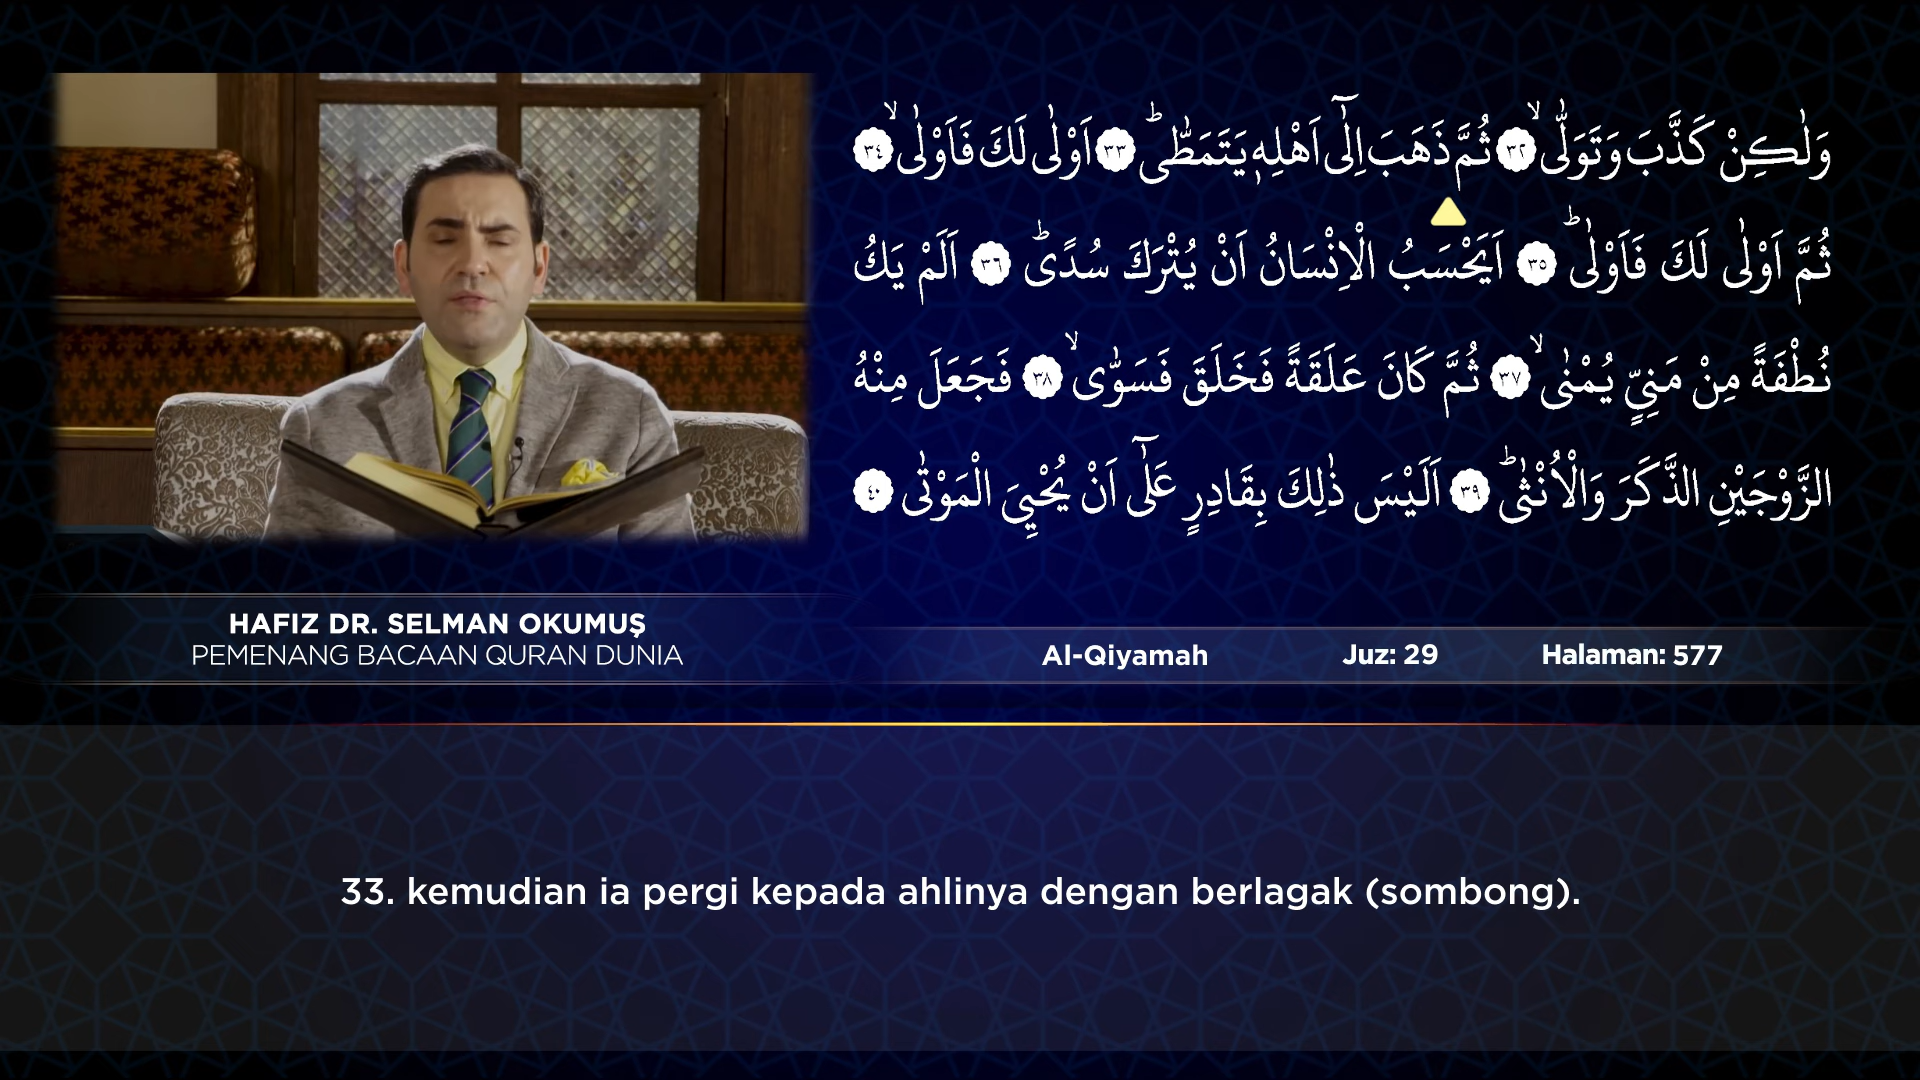 وَلٰكِنْ كَذَّبَ وَتَوَلّٰىۙ ﴿٣٢﴾ ثُمَّ ذَهَبَ اِلٰٓى اَهْلِه۪ يَتَمَطّٰىۜ ﴿٣٣﴾ اَوْلٰى لَكَ فَاَوْلٰىۙ ﴿٣٤﴾
ثُمَّ اَوْلٰى لَكَ فَاَوْلٰىۜ ﴿٣٥﴾ اَيَحْسَبُ الْاِنْسَانُ اَنْ يُتْرَكَ سُدًىۜ ﴿٣٦﴾ اَلَمْ يَكُ
نُطْفَةً مِنْ مَنِيٍّ يُمْنٰىۙ ﴿٣٧﴾ ثُمَّ كَانَ عَلَقَةً فَخَلَقَ فَسَوّٰىۙ ﴿٣٨﴾ فَجَعَلَ مِنْهُ
الزَّوْجَيْنِ الذَّكَرَ وَالْاُنْثٰىۜ ﴿٣٩﴾ اَلَيْسَ ذٰلِكَ بِقَادِرٍ عَلٰٓى اَنْ يُحْيِيَ الْمَوْتٰى ﴿٤٠﴾
HAFIZ DR. SELMAN OKUMUŞ
PEMENANG BACAAN QURAN DUNIA
Al-Qiyamah Juz: 29 Halaman: 577
33. kemudian ia pergi kepada ahlinya dengan berlagak (sombong).